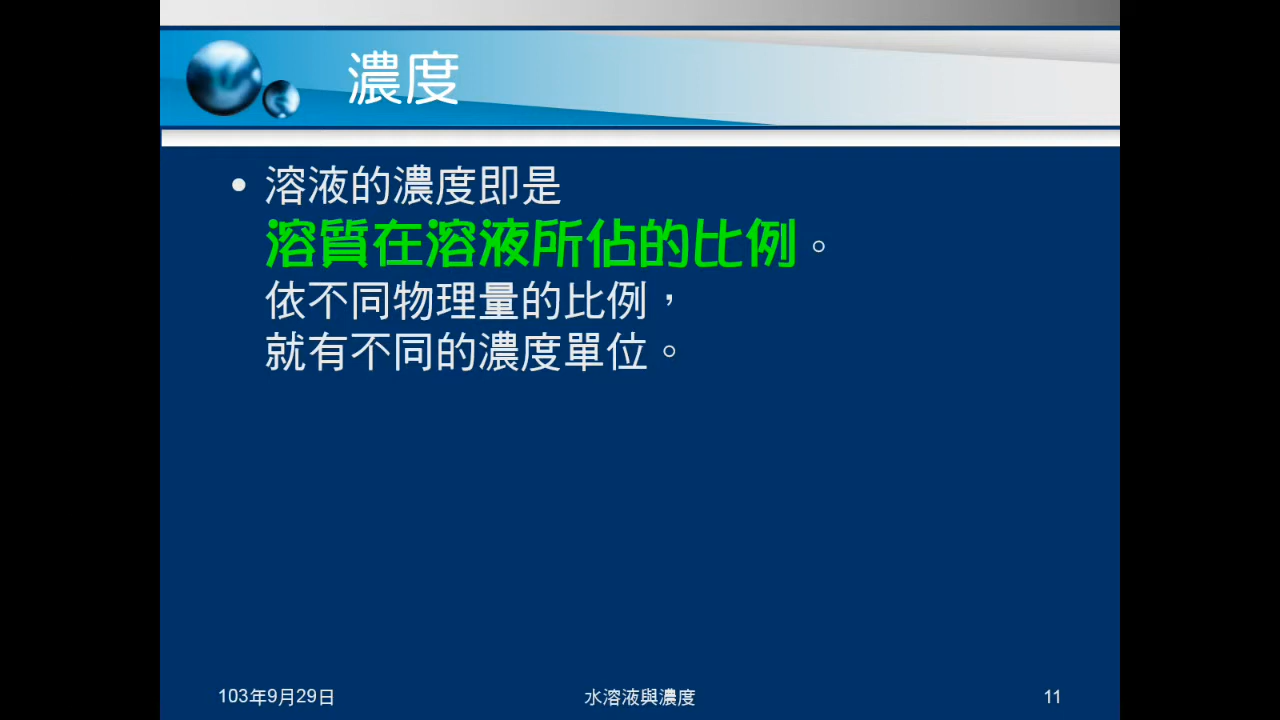 濃度
• 溶液的濃度即是
溶質在溶液所佔的比例。
依不同物理量的比例，
就有不同的濃度單位。
103年9月29日
水溶液與濃度
11